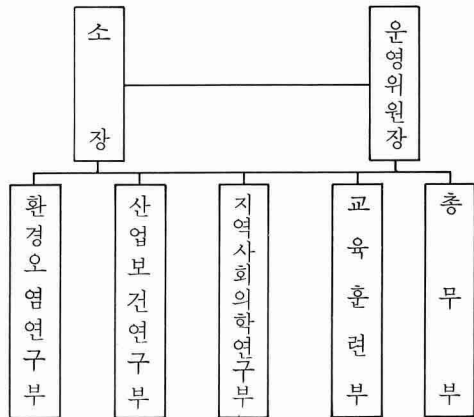 소장
운영위원장
환경오염연구부
산업보건연구부
지역사회의학연구부
교육훈련부
총무부